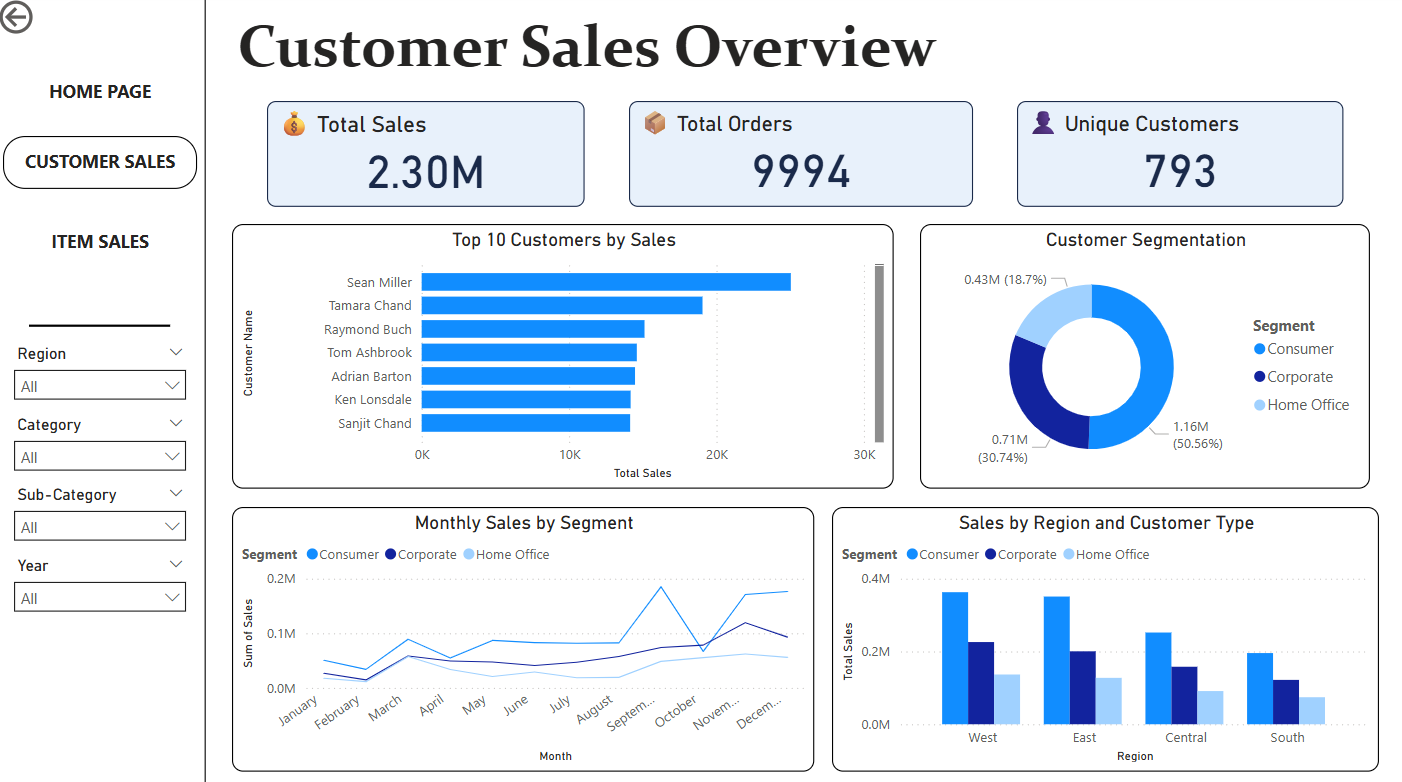 Customer Sales Overview
HOME PAGE
CUSTOMER SALES
ITEM SALES
Region
All
Category
All
Sub-Category
All
Year
All
Total Sales
2.30M
Total Orders
9994
Unique Customers
793
Top 10 Customers by Sales
Customer Name
Sean Miller
Tamara Chand
Raymond Buch
Tom Ashbrook
Adrian Barton
Ken Lonsdale
Sanjit Chand
0K 10K 20K 30K
Total Sales
Customer Segmentation
0.43M (18.7%)
0.71M
(30.74%)
1.16M
(50.56%)
Segment
Consumer
Corporate
Home Office
Monthly Sales by Segment
Segment Consumer Corporate Home Office
Sum of Sales
0.2M
0.1M
0.0M
January February March April May June July August Septem... October Novem... Decem...
Month
Sales by Region and Customer Type
Segment Consumer Corporate Home Office
Total Sales
0.4M
0.2M
0.0M
West East Central South
Region